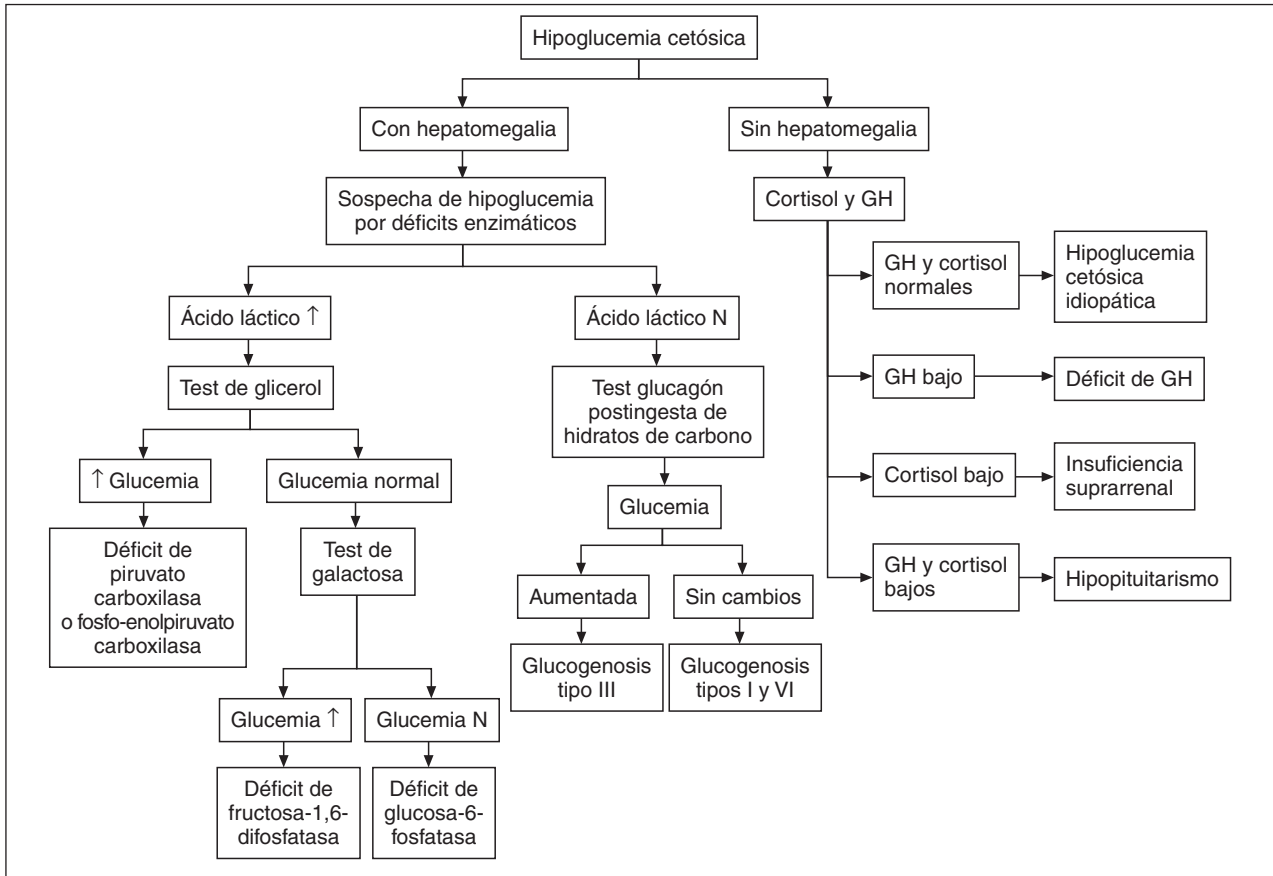 Hipoglucemia cetósica
Con hepatomegalia
Sin hepatomegalia
Sospecha de hipoglucemia
por déficits enzimáticos
Cortisol y GH
GH y cortisol
normales
Hipoglucemia
cetósica
idiopática
Ácido láctico ↑
Ácido láctico N
GH bajo
Déficit de GH
Test de glicerol
Test glucagón
postingesta de
hidratos de carbono
↑ Glucemia
Glucemia normal
Cortisol bajo
Insuficiencia
suprarrenal
Glucemia
Déficit de
piruvato
carboxilasa
o fosfo-enolpiruvato
carboxilasa
Test de
galactosa
GH y cortisol
bajos
Hipopituitarismo
Aumentada
Sin cambios
Glucogenosis
tipo III
Glucogenosis
tipos I y VI
Glucemia ↑
Glucemia N
Déficit de
fructosa-1,6-
difosfatasa
Déficit de
glucosa-6-
fosfatasa